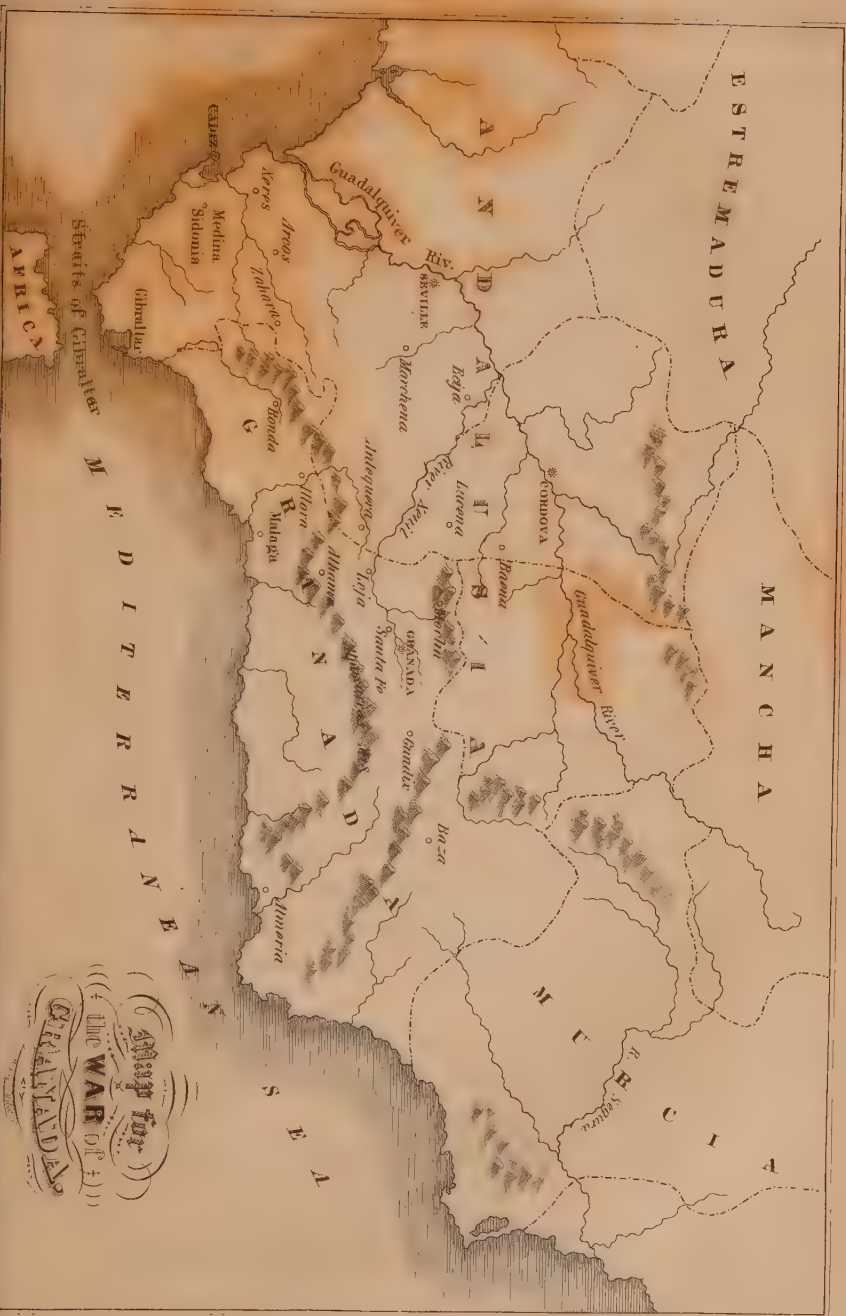 ESTREMADURA
MANCHA
ANDALUSIA
MURCIA
GRANADA
Guadalquiver Riv.
SEVILLE
CORDOVA
Guadalquiver River
Ecija
Lucena
Baena
River Xenil
Marchena
Antequera
Loja
Santa Fe
GRANADA
Guadix
Baza
R. Segura
CADIZ
Xeres
Arcos
Medina
Sidonia
Zahara
Ronda
Illora
Malaga
Alhama
Almeria
Gibraltar
Straits of Gibraltar
AFRICA
MEDITERRANEAN SEA
Map for
the WAR of
GRANADA.